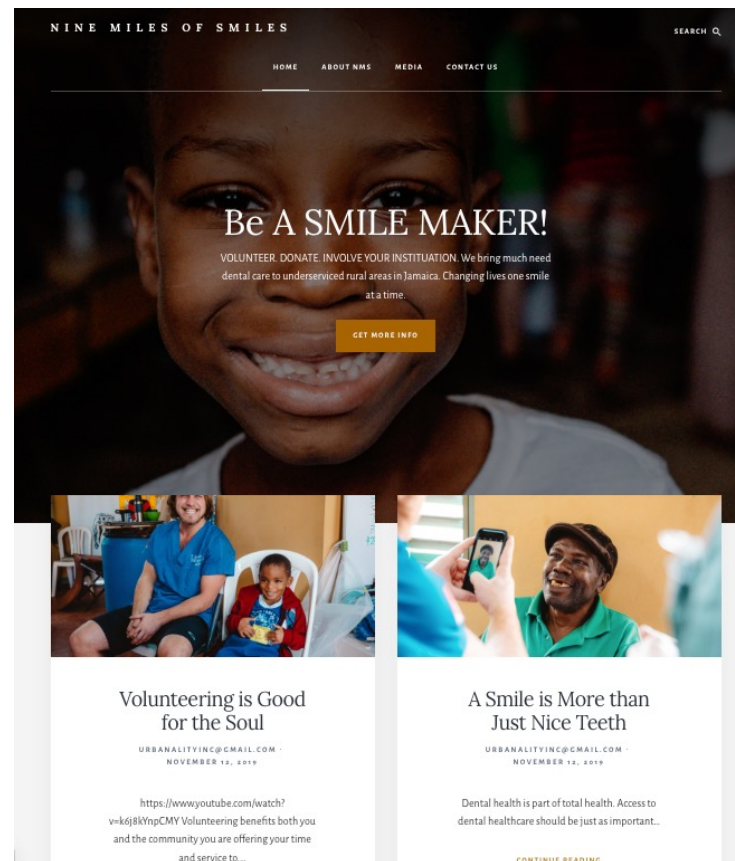 NINE MILES OF SMILES
SEARCH
HOME ABOUT NMS MEDIA CONTACT US
Be A SMILE MAKER!
VOLUNTEER. DONATE. INVOLVE YOUR INSTITUATION. We bring much need
dental care to underserviced rural areas in Jamaica. Changing lives one smile
at a time.
GET MORE INFO
Volunteering is Good
for the Soul
URBANALITYINC@GMAIL.COM ·
NOVEMBER 12, 2019
https://www.youtube.com/watch?
v=k6j8kYnpCMY Volunteering benefits both you
and the community you are offering your time
and service to....
A Smile is More than
Just Nice Teeth
URBANALITYINC@GMAIL.COM ·
NOVEMBER 12, 2019
Dental health is part of total health. Access to
dental healthcare should be just as important...
CONTINUE READING